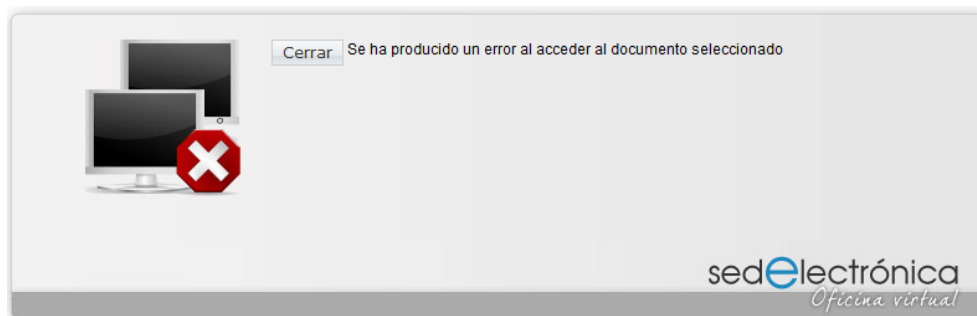 Cerrar Se ha producido un error al acceder al documento seleccionado
sedelectrónica
Oficina virtual